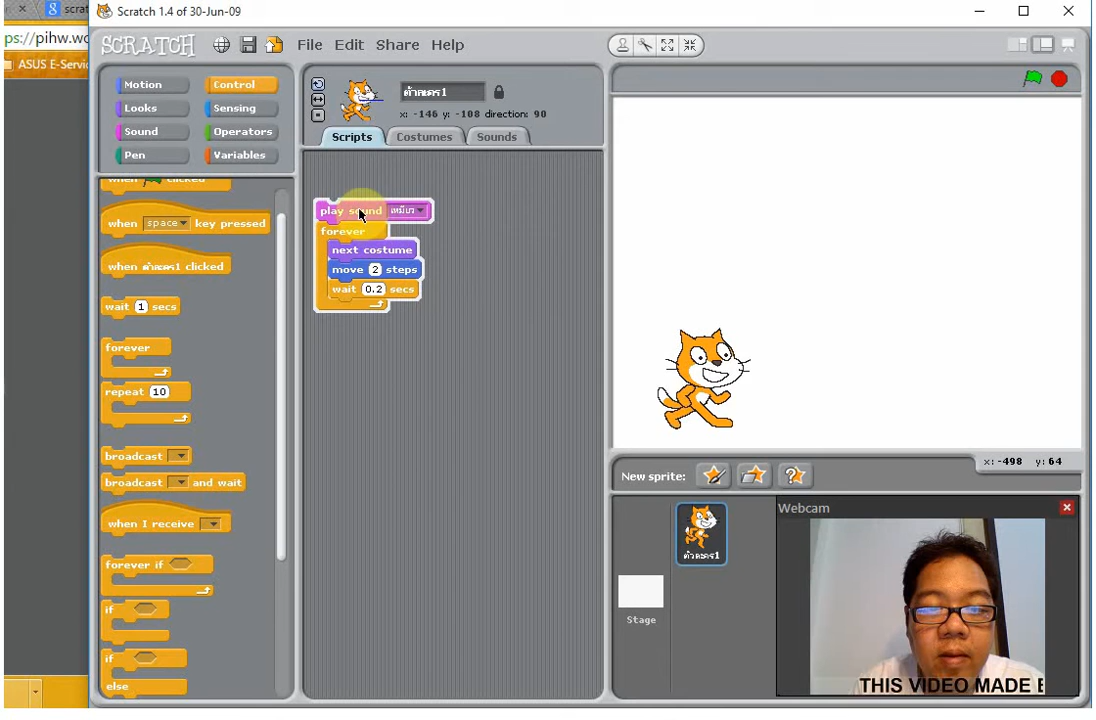 scrat
ps://pihw.wo
ASUS E-Servic
Scratch 1.4 of 30-Jun-09
SCRATCH
File Edit Share Help
Motion Control
Looks Sensing
Sound Operators
Pen Variables
ตัวละคร1
x: -146 y: -108 direction: 90
Scripts Costumes Sounds
when clicked
when space key pressed
when ตัวละคร1 clicked
wait 1 secs
forever
repeat 10
broadcast
broadcast and wait
when I receive
forever if
if
if
else
play sound เหมียว
forever
next costume
move 2 steps
wait 0.2 secs
x: -498 y: 64
New sprite:
ตัวละคร1
Stage
Webcam
THIS VIDEO MADE B